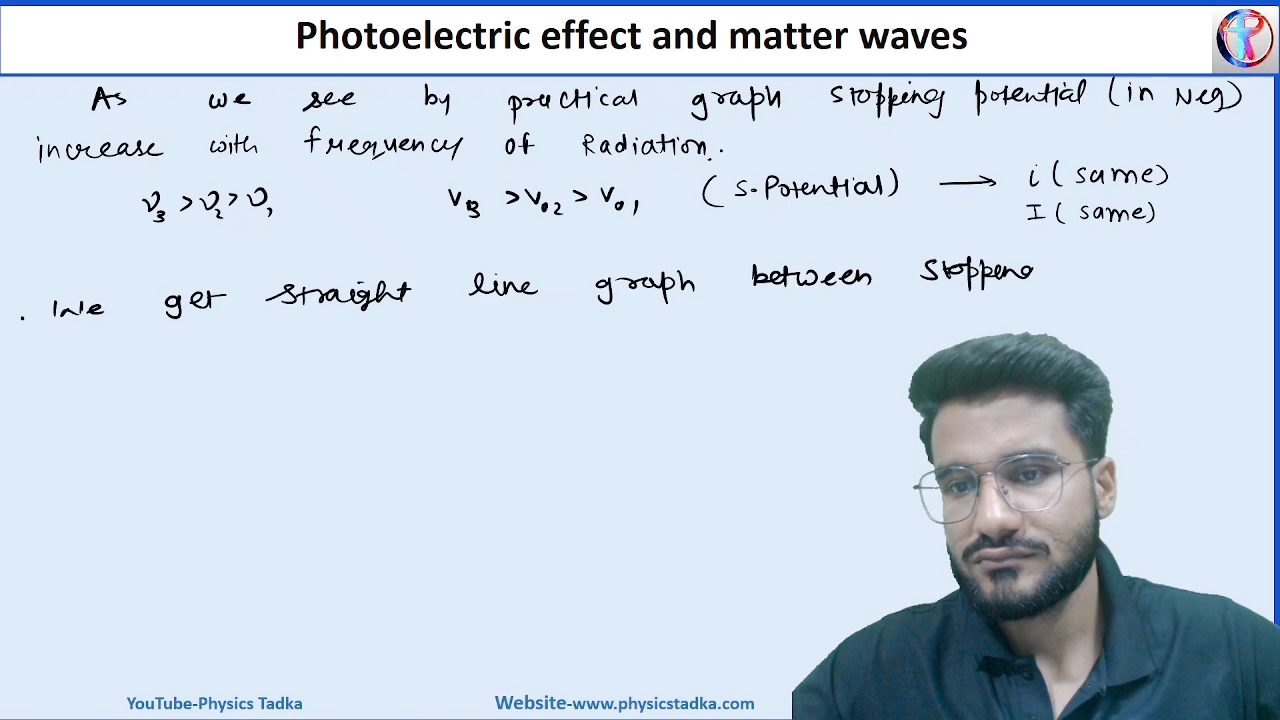 Photoelectric effect and matter waves
As we see by practical graph stopping potential (in Neg)
increase with frequency of Radiation.
ν₃ > ν₂ > ν₁ V₀₃ > V₀₂ > V₀₁ (S.Potential) → i (same)
I (same)
. We get straight line graph between stoppene
YouTube-Physics Tadka
Website-www.physicstadka.com